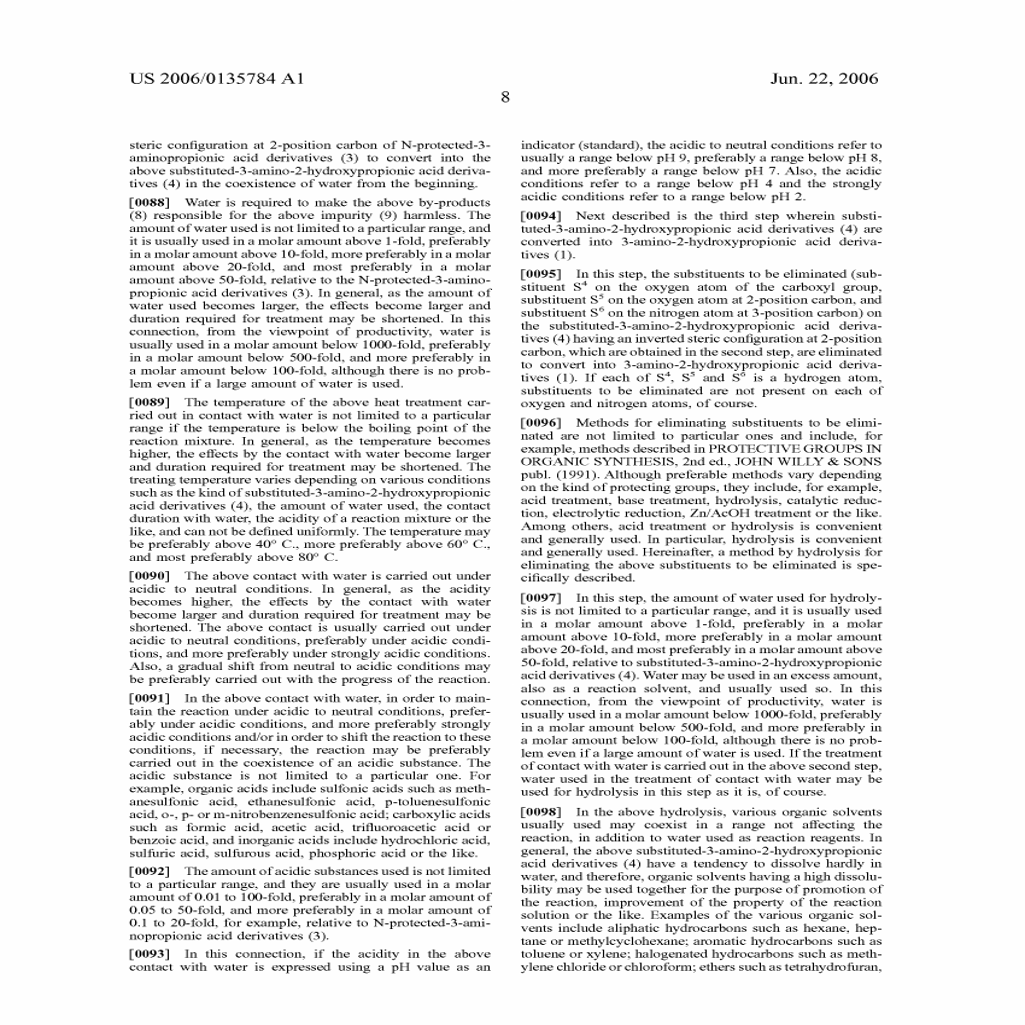 US 2006/0135784 A1
Jun. 22, 2006
8
steric configuration at 2-position carbon of N-protected-3-
aminopropionic acid derivatives (3) to convert into the
above substituted-3-amino-2-hydroxypropionic acid deriva-
tives (4) in the coexistence of water from the beginning.
[0088] Water is required to make the above by-products
(8) responsible for the above impurity (9) harmless. The
amount of water used is not limited to a particular range, and
it is usually used in a molar amount above 1-fold, preferably
in a molar amount above 10-fold, more preferably in a molar
amount above 20-fold, and most preferably in a molar
amount above 50-fold, relative to the N-protected-3-amino-
propionic acid derivatives (3). In general, as the amount of
water used becomes larger, the effects become larger and
duration required for treatment may be shortened. In this
connection, from the viewpoint of productivity, water is
usually used in a molar amount below 1000-fold, preferably
in a molar amount below 500-fold, and more preferably in
a molar amount below 100-fold, although there is no prob-
lem even if a large amount of water is used.
[0089] The temperature of the above heat treatment car-
ried out in contact with water is not limited to a particular
range if the temperature is below the boiling point of the
reaction mixture. In general, as the temperature becomes
higher, the effects by the contact with water become larger
and duration required for treatment may be shortened. The
treating temperature varies depending on various conditions
such as the kind of substituted-3-amino-2-hydroxypropionic
acid derivatives (4), the amount of water used, the contact
duration with water, the acidity of a reaction mixture or the
like, and can not be defined uniformly. The temperature may
be preferably above 40° C., more preferably above 60° C.,
and most preferably above 80° C.
[0090] The above contact with water is carried out under
acidic to neutral conditions. In general, as the acidity
becomes higher, the effects by the contact with water
become larger and duration required for treatment may be
shortened. The above contact is usually carried out under
acidic to neutral conditions, preferably under acidic condi-
tions, and more preferably under strongly acidic conditions.
Also, a gradual shift from neutral to acidic conditions may
be preferably carried out with the progress of the reaction.
[0091] In the above contact with water, in order to main-
tain the reaction under acidic to neutral conditions, prefer-
ably under acidic conditions, and more preferably strongly
acidic conditions and/or in order to shift the reaction to these
conditions, if necessary, the reaction may be preferably
carried out in the coexistence of an acidic substance. The
acidic substance is not limited to a particular one. For
example, organic acids include sulfonic acids such as meth-
anesulfonic acid, ethanesulfonic acid, p-toluenesulfonic
acid, o-, p- or m-nitrobenzenesulfonic acid; carboxylic acids
such as formic acid, acetic acid, trifluoroacetic acid or
benzoic acid, and inorganic acids include hydrochloric acid,
sulfuric acid, sulfurous acid, phosphoric acid or the like.
[0092] The amount of acidic substances used is not limited
to a particular range, and they are usually used in a molar
amount of 0.01 to 100-fold, preferably in a molar amount of
0.05 to 50-fold, and more preferably in a molar amount of
0.1 to 20-fold, for example, relative to N-protected-3-ami-
nopropionic acid derivatives (3).
[0093] In this connection, if the acidity in the above
contact with water is expressed using a pH value as an
indicator (standard), the acidic to neutral conditions refer to
usually a range below pH 9, preferably a range below pH 8,
and more preferably a range below pH 7. Also, the acidic
conditions refer to a range below pH 4 and the strongly
acidic conditions refer to a range below pH 2.
[0094] Next described is the third step wherein substi-
tuted-3-amino-2-hydroxypropionic acid derivatives (4) are
converted into 3-amino-2-hydroxypropionic acid deriva-
tives (1).
[0095] In this step, the substituents to be eliminated (sub-
stituent S⁴ on the oxygen atom of the carboxyl group,
substituent S⁵ on the oxygen atom at 2-position carbon, and
substituent S⁶ on the nitrogen atom at 3-position carbon) on
the substituted-3-amino-2-hydroxypropionic acid deriva-
tives (4) having an inverted steric configuration at 2-position
carbon, which are obtained in the second step, are eliminated
to convert into 3-amino-2-hydroxypropionic acid deriva-
tives (1). If each of S⁴, S⁵ and S⁶ is a hydrogen atom,
substituents to be eliminated are not present on each of
oxygen and nitrogen atoms, of course.
[0096] Methods for eliminating substituents to be elimi-
nated are not limited to particular ones and include, for
example, methods described in PROTECTIVE GROUPS IN
ORGANIC SYNTHESIS, 2nd ed., JOHN WILLY & SONS
publ. (1991). Although preferable methods vary depending
on the kind of protecting groups, they include, for example,
acid treatment, base treatment, hydrolysis, catalytic reduc-
tion, electrolytic reduction, Zn/AcOH treatment or the like.
Among others, acid treatment or hydrolysis is convenient
and generally used. In particular, hydrolysis is convenient
and generally used. Hereinafter, a method by hydrolysis for
eliminating the above substituents to be eliminated is spe-
cifically described.
[0097] In this step, the amount of water used for hydroly-
sis is not limited to a particular range, and it is usually used
in a molar amount above 1-fold, preferably in a molar
amount above 10-fold, more preferably in a molar amount
above 20-fold, and most preferably in a molar amount above
50-fold, relative to substituted-3-amino-2-hydroxypropionic
acid derivatives (4). Water may be used in an excess amount,
also as a reaction solvent, and usually used so. In this
connection, from the viewpoint of productivity, water is
usually used in a molar amount below 1000-fold, preferably
in a molar amount below 500-fold, and more preferably in
a molar amount below 100-fold, although there is no prob-
lem even if a large amount of water is used. If the treatment
of contact with water is carried out in the above second step,
water used in the treatment of contact with water may be
used for hydrolysis in this step as it is, of course.
[0098] In the above hydrolysis, various organic solvents
usually used may coexist in a range not affecting the
reaction, in addition to water used as reaction reagents. In
general, the above substituted-3-amino-2-hydroxypropionic
acid derivatives (4) have a tendency to dissolve hardly in
water, and therefore, organic solvents having a high dissolu-
bility may be used together for the purpose of promotion of
the reaction, improvement of the property of the reaction
solution or the like. Examples of the various organic sol-
vents include aliphatic hydrocarbons such as hexane, hep-
tane or methylcyclohexane; aromatic hydrocarbons such as
toluene or xylene; halogenated hydrocarbons such as meth-
ylene chloride or chloroform; ethers such as tetrahydrofuran,